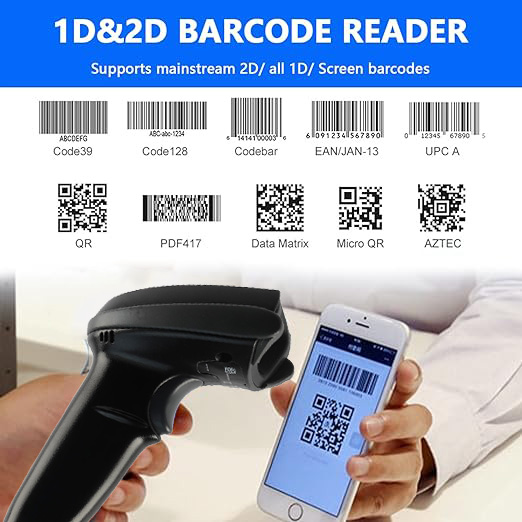 1D&2D BARCODE READER
Supports mainstream 2D/ all 1D/ Screen barcodes
ABCDEFG
Code39
ABC-abc-1234
Code128
6 14141 00003 6
Codebar
6 091234 567890
EAN/JAN-13
0 12345 67890 5
UPC A
QR
PDF417
Data Matrix
Micro QR
AZTEC